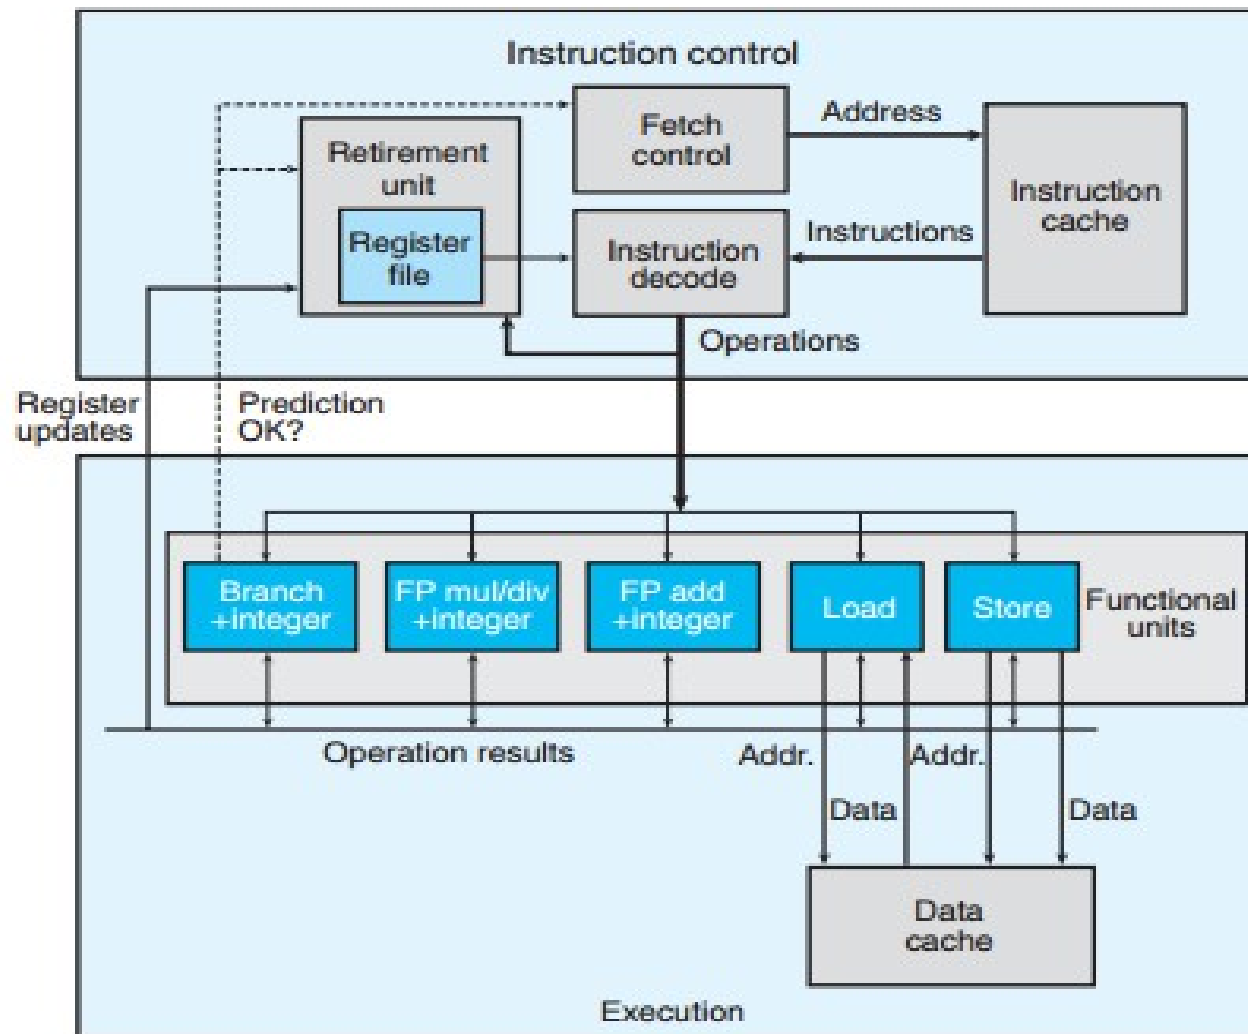 Instruction control
Fetch
control
Address
Retirement
unit
Instruction
cache
Register
file
Instruction
decode
Instructions
Operations
Register
updates
Prediction
OK?
Branch
+integer
FP mul/div
+integer
FP add
+integer
Load
Store
Functional
units
Operation results
Addr.
Addr.
Data
Data
Data
cache
Execution